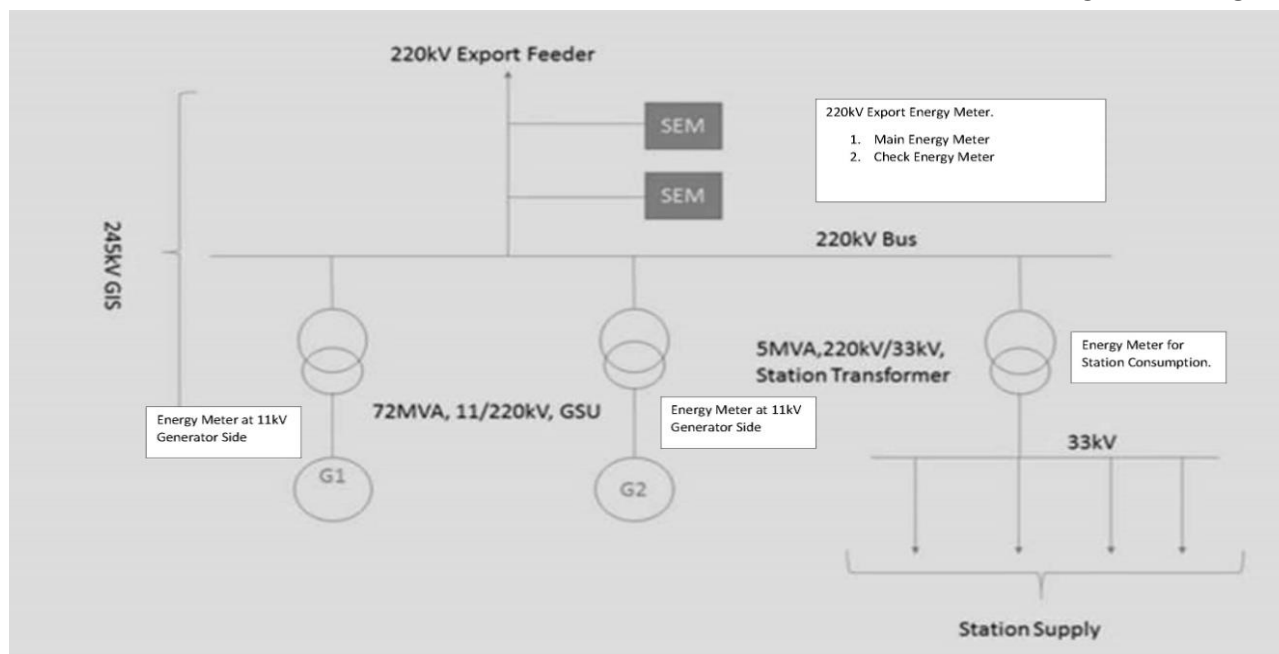 220kV Export Feeder
SEM
220kV Export Energy Meter.
1. Main Energy Meter
2. Check Energy Meter
SEM
245kV GIS
220kV Bus
5MVA,220kV/33kV,
Station Transformer
Energy Meter for
Station Consumption.
72MVA, 11/220kV, GSU
Energy Meter at 11kV
Generator Side
Energy Meter at 11kV
Generator Side
33kV
G1
G2
Station Supply